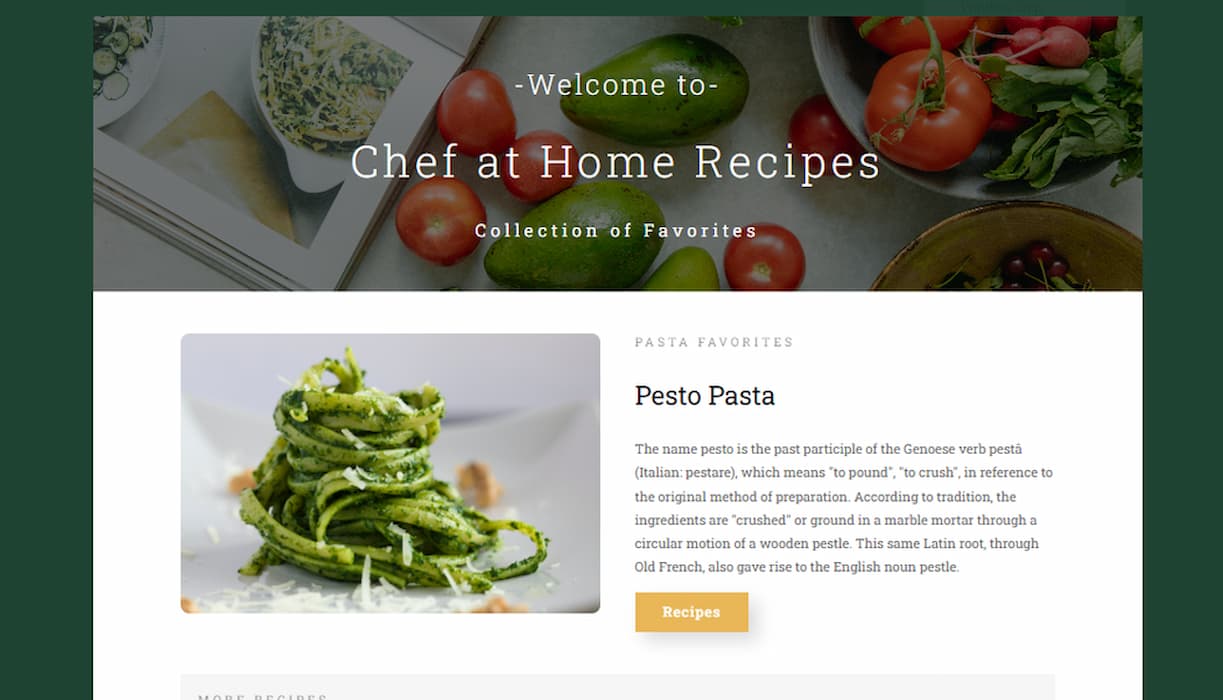 -Welcome to-
Chef at Home Recipes
Collection of Favorites
PASTA FAVORITES
Pesto Pasta
The name pesto is the past participle of the Genoese verb pestâ
(Italian: pestare), which means "to pound", "to crush", in reference to
the original method of preparation. According to tradition, the
ingredients are "crushed" or ground in a marble mortar through a
circular motion of a wooden pestle. This same Latin root, through
Old French, also gave rise to the English noun pestle.
Recipes
MORE RECIPES